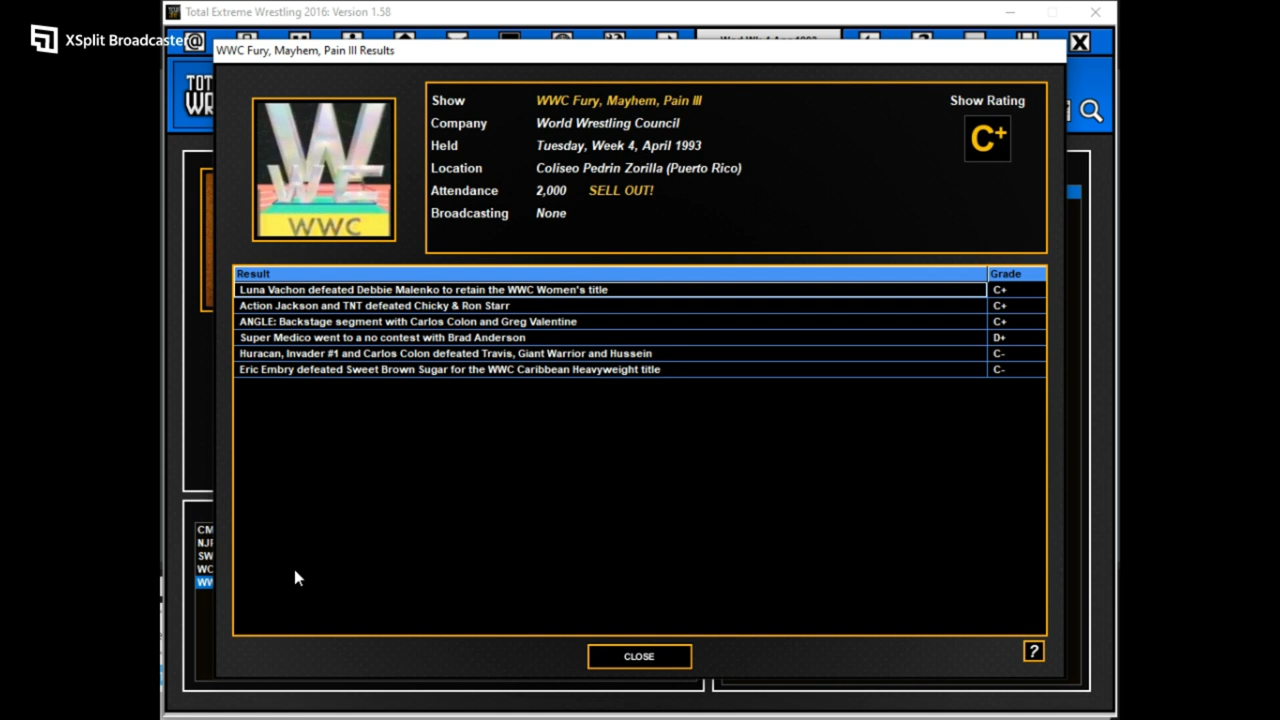 Total Extreme Wrestling 2016: Version 1.58
XSplit Broadcaste
WWC Fury, Mayhem, Pain III Results
TOT
WR
W
WE
WWC
Show WWC Fury, Mayhem, Pain III
Company World Wrestling Council
Held Tuesday, Week 4, April 1993
Location Coliseo Pedrin Zorilla (Puerto Rico)
Attendance 2,000 SELL OUT!
Broadcasting None
Show Rating
C+
Result Grade
Luna Vachon defeated Debbie Malenko to retain the WWC Women's title C+
Action Jackson and TNT defeated Chicky & Ron Starr C+
ANGLE: Backstage segment with Carlos Colon and Greg Valentine C+
Super Medico went to a no contest with Brad Anderson D+
Huracan, Invader #1 and Carlos Colon defeated Travis, Giant Warrior and Hussein C-
Eric Embry defeated Sweet Brown Sugar for the WWC Caribbean Heavyweight title C-
CM
NJF
SW
WC
WW
CLOSE
?